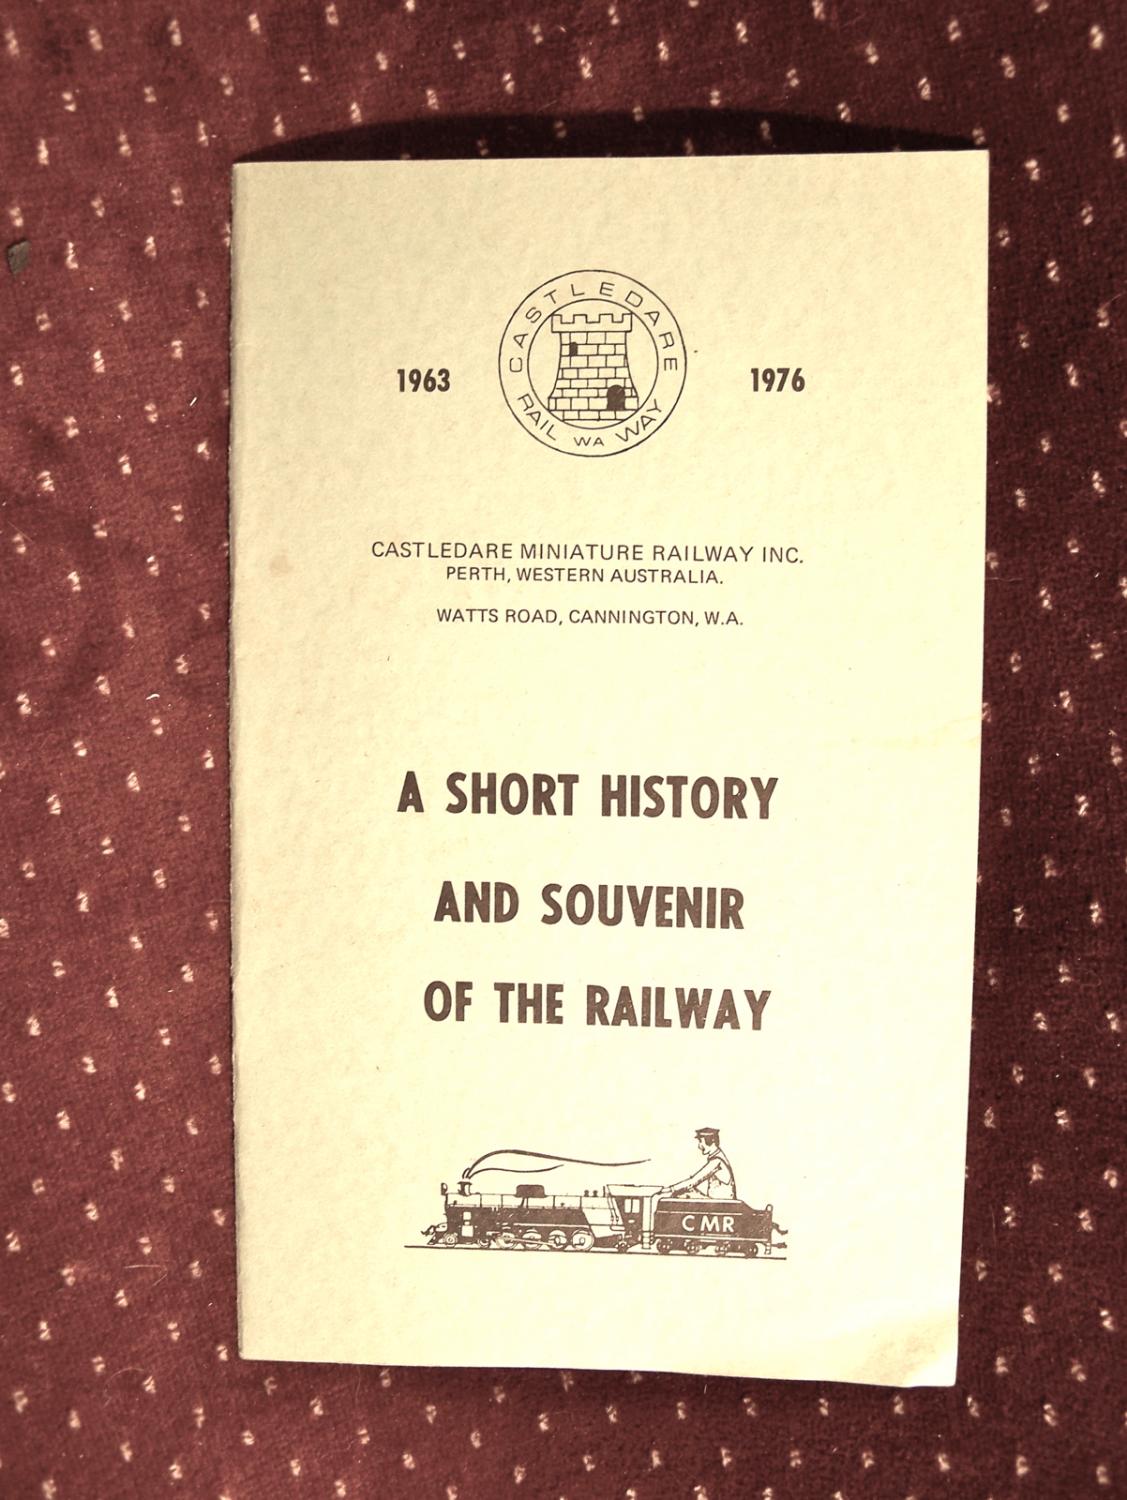 CASTLEDARE
RAIL WA WAY
1963
1976
CASTLEDARE MINIATURE RAILWAY INC.
PERTH, WESTERN AUSTRALIA.
WATTS ROAD, CANNINGTON, W.A.
A SHORT HISTORY
AND SOUVENIR
OF THE RAILWAY
CMR